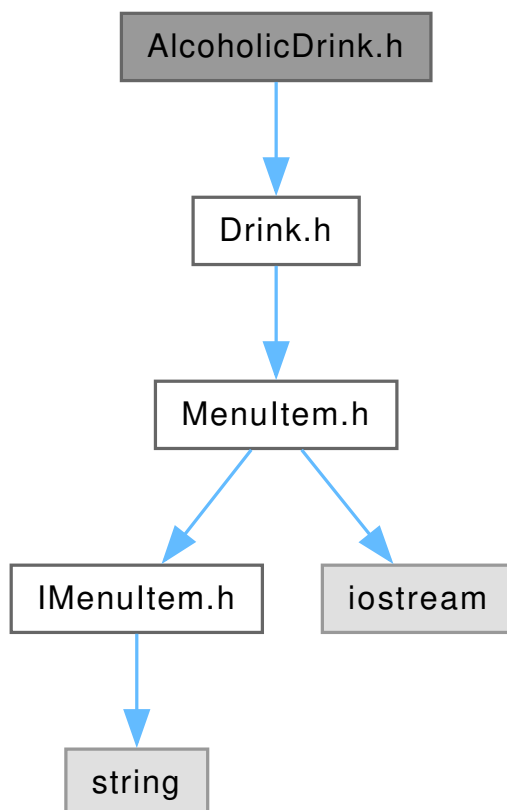 AlcoholicDrink.h
Drink.h
MenuItem.h
IMenuItem.h
iostream
string